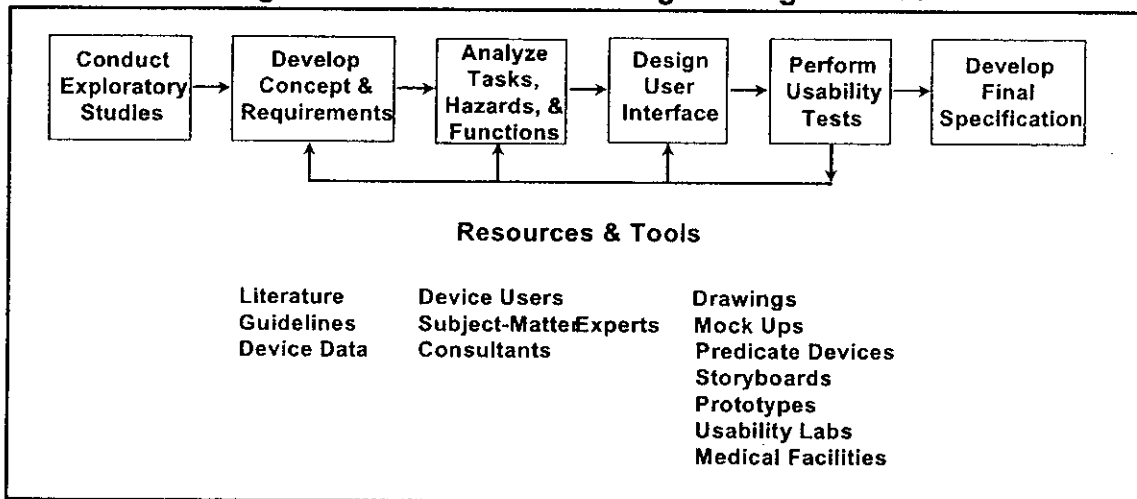 Conduct
Exploratory
Studies
Develop
Concept &
Requirements
Analyze
Tasks,
Hazards, &
Functions
Design
User
Interface
Perform
Usability
Tests
Develop
Final
Specification
Resources & Tools
Literature
Guidelines
Device Data
Device Users
Subject-Matter Experts
Consultants
Drawings
Mock Ups
Predicate Devices
Storyboards
Prototypes
Usability Labs
Medical Facilities